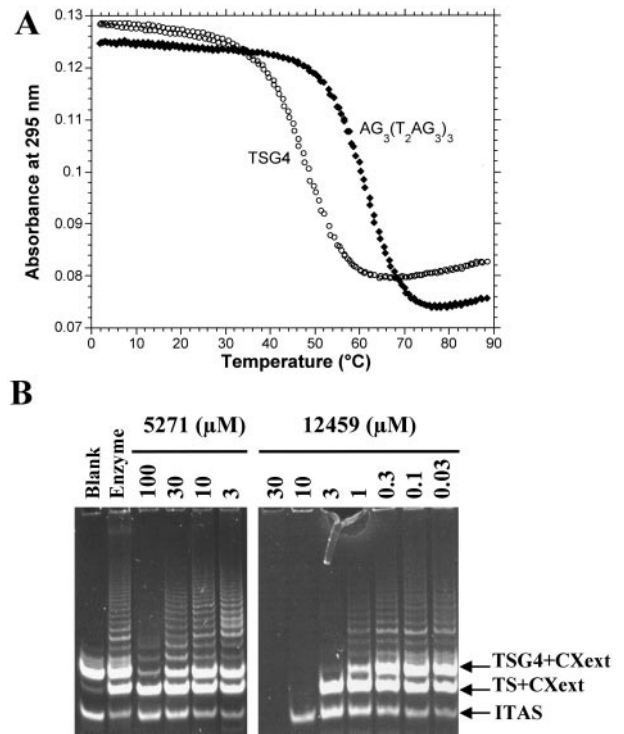 A
0.13
0.12
0.11
0.1
0.09
0.08
0.07
Absorbance at 295 nm
TSG4
AG3(T2AG3)3
0 10 20 30 40 50 60 70 80 90
Temperature (°C)
B
5271 (µM) 12459 (µM)
Blank Enzyme 100 30 10 3 30 10 3 1 0.3 0.1 0.03
TSG4+CXext
TS+CXext
ITAS